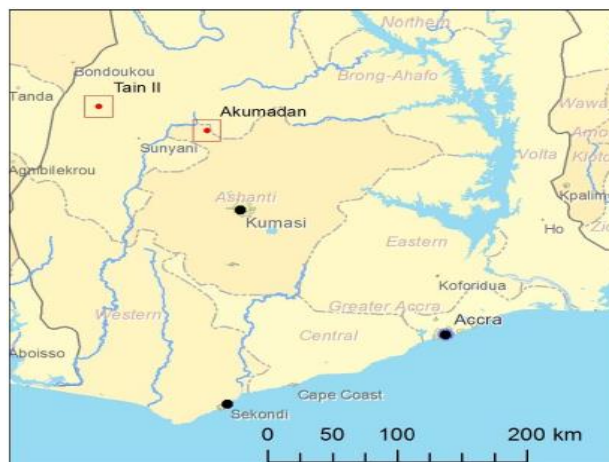 Northern
Bondoukou
Brong-Ahafo
Tain II
Tanda
Akumadan
Sunyani
Volta
Agnibilekrou
Ashanti
Kpalim
Kumasi
Ho
Eastern
Koforidua
Western
Greater Accra
Accra
Central
Aboisso
Cape Coast
Sekondi
0 50 100 200 km